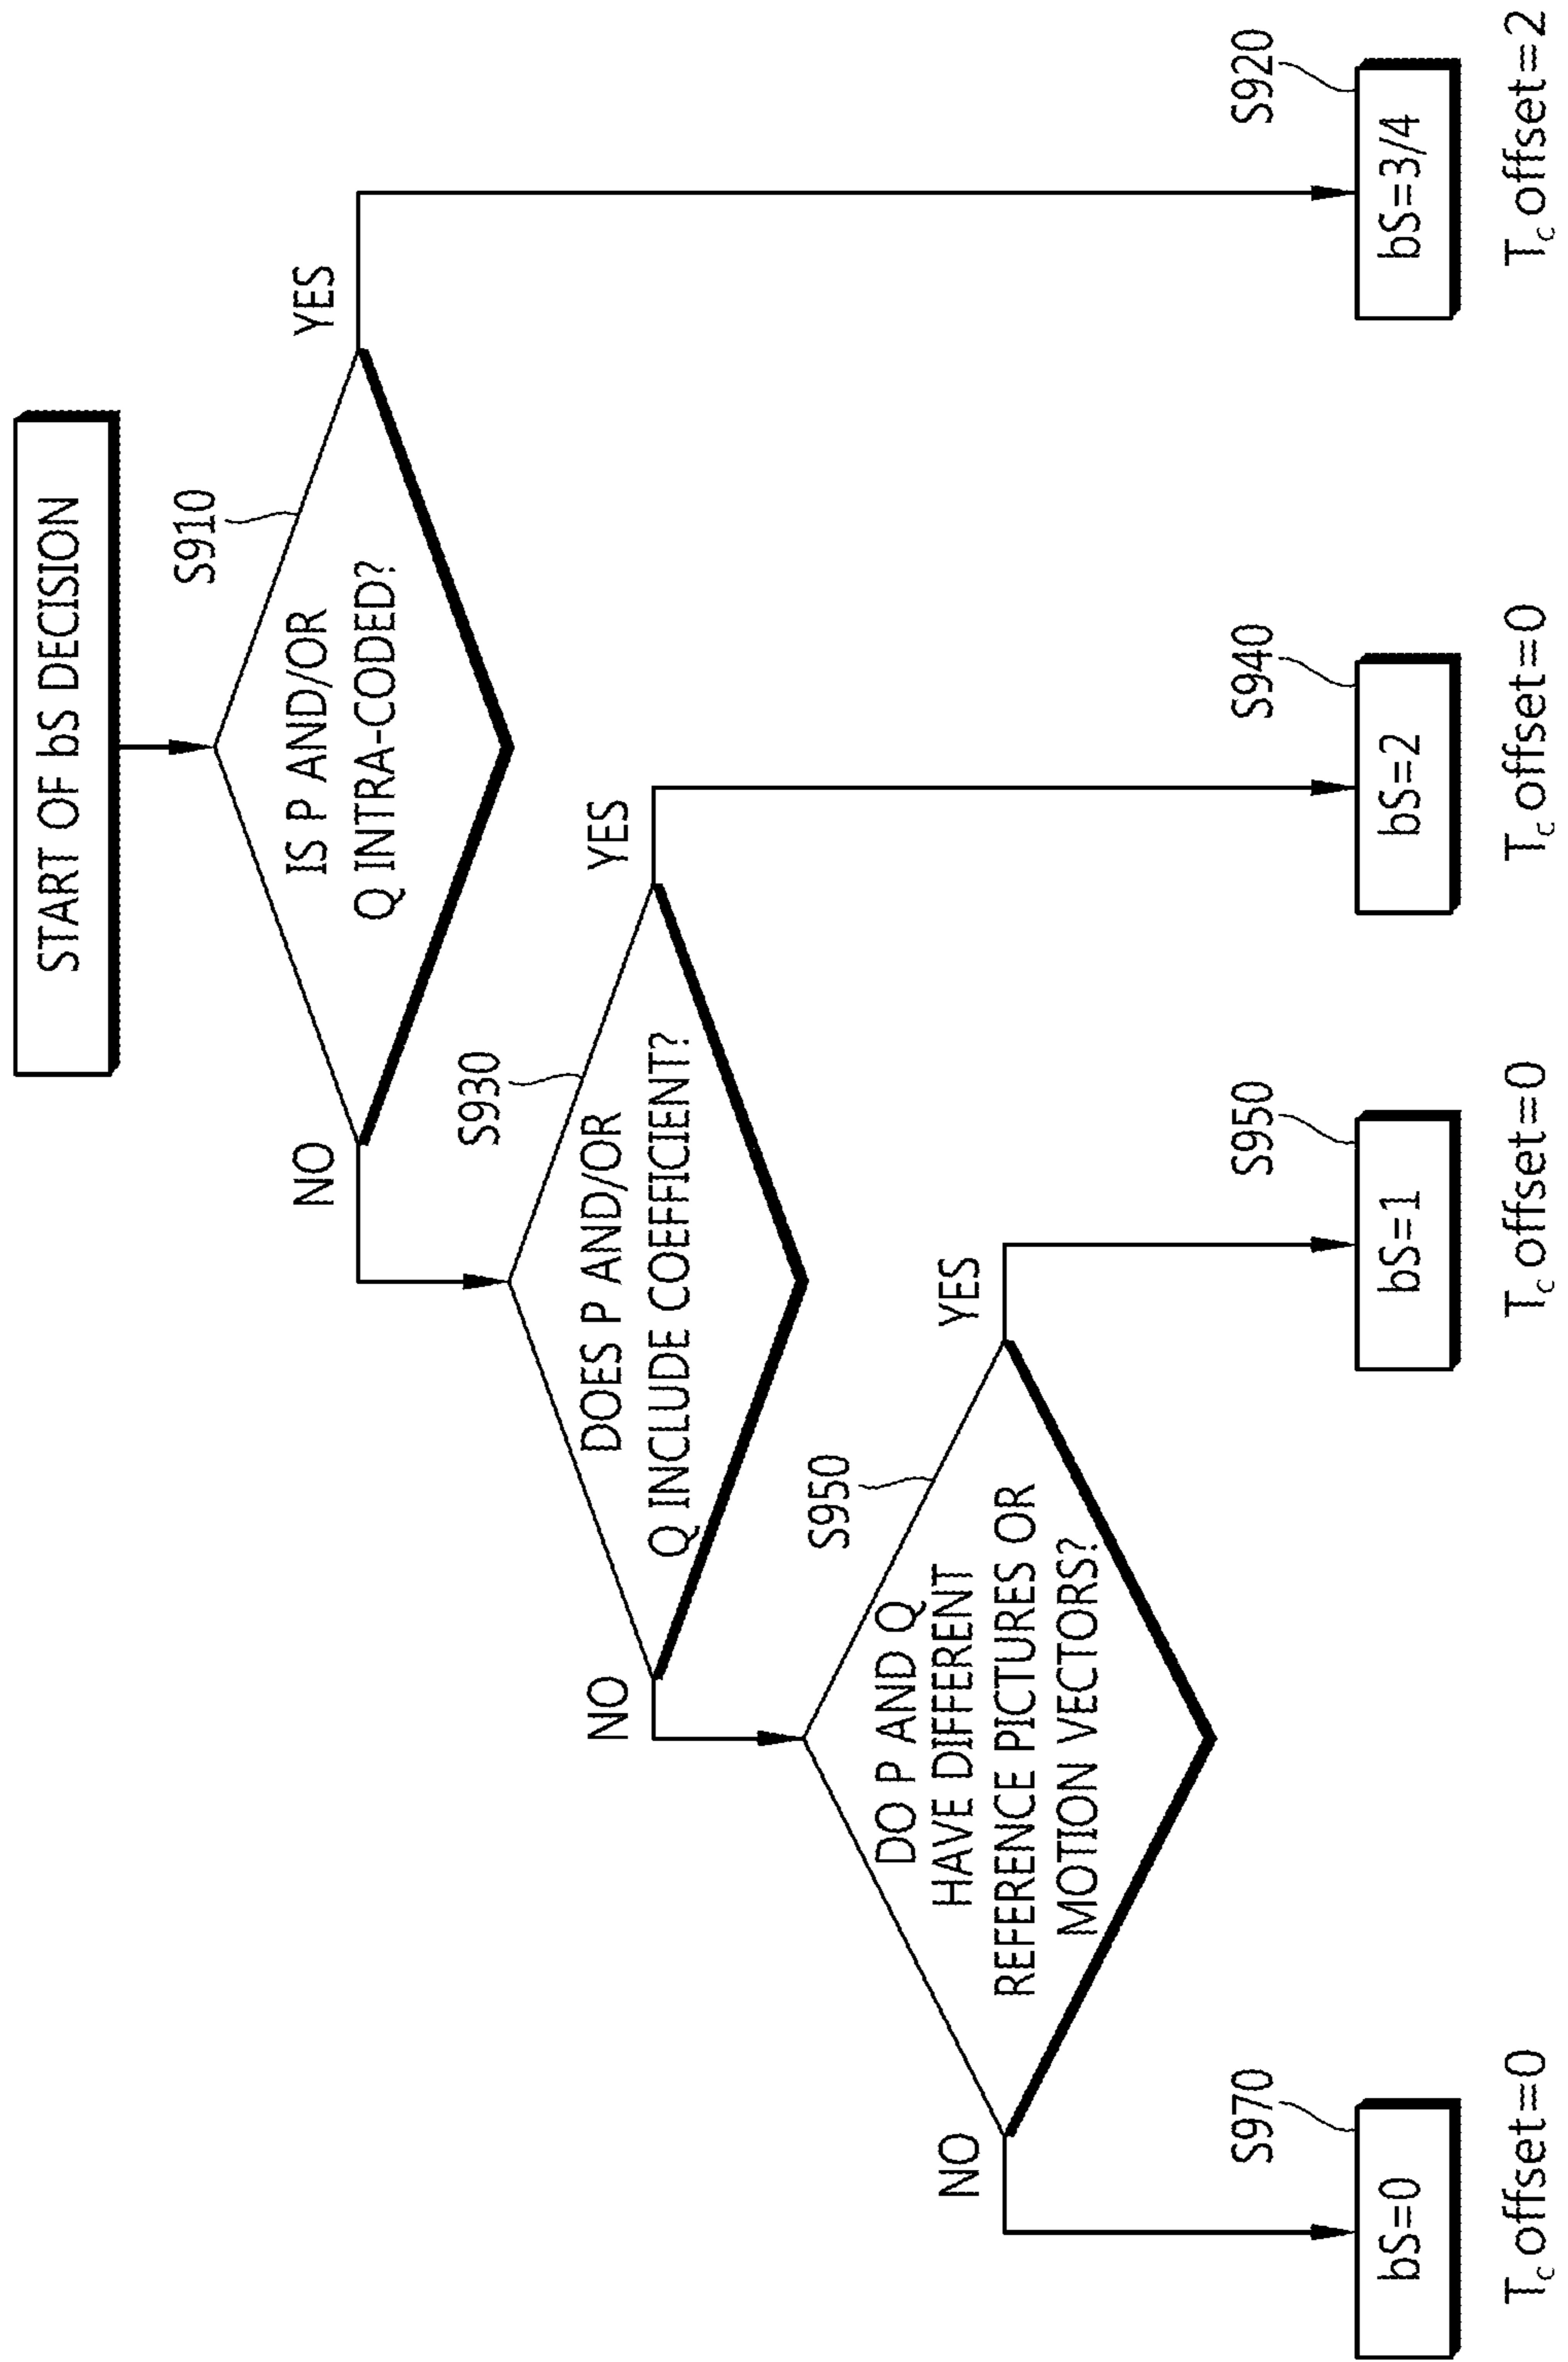 START OF bS DECISION
S910
IS P AND/OR
Q INTRA-CODED?
NO
YES
S930
DOES P AND/OR
Q INCLUDE COEFFICIENT?
NO
YES
S950
DO P AND Q
HAVE DIFFERENT
REFERENCE PICTURES OR
MOTION VECTORS?
NO
YES
S970
bS=0
Tc offset=0
S950
bS=1
Tc offset=0
S940
bS=2
Tc offset=0
S920
bS=3/4
Tc offset=2